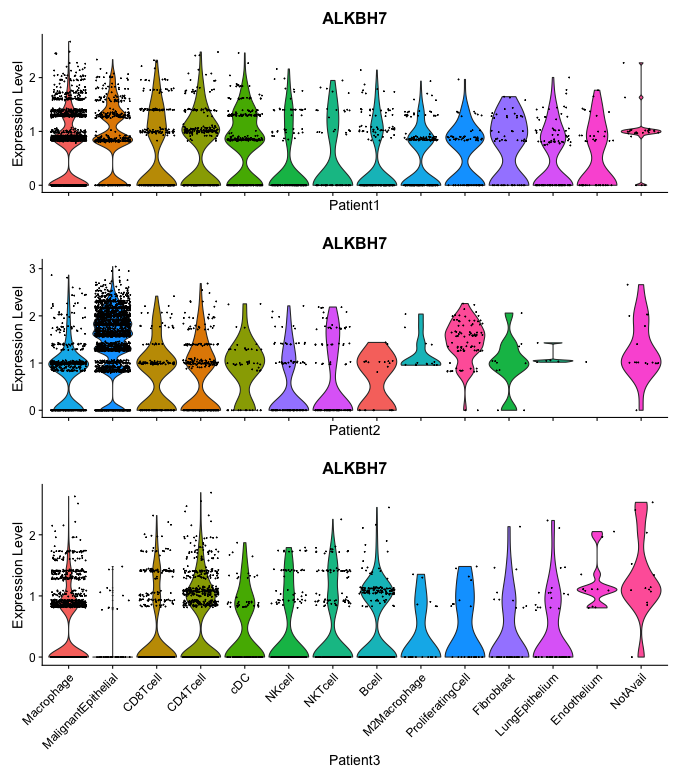 ALKBH7
Expression Level
2
1
0
Patient1
ALKBH7
Expression Level
3
2
1
0
Patient2
ALKBH7
Expression Level
2
1
0
Macrophage
MalignantEpithelial
CD8Tcell
CD4Tcell
cDC
NKcell
NKTcell
Bcell
M2Macrophage
ProliferatingCell
Fibroblast
LungEpithelium
Endothelium
NotAvail
Patient3